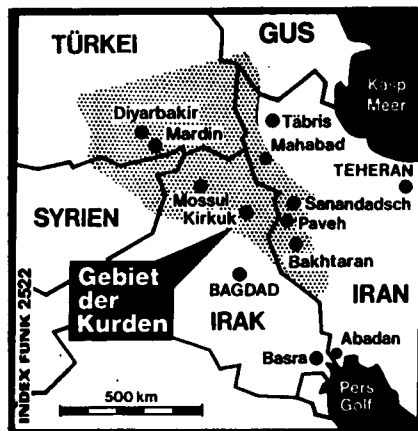 TÜRKEI
GUS
Kasp
Meer
Diyarbakir
Mardin
Täbris
Mahabad
TEHERAN
SYRIEN
Mossul
Kirkuk
Sanandadsch
Paveh
Bakhtaran
Gebiet
der
Kurden
BAGDAD
IRAK
IRAN
Abadan
Basra
Pers
Golf
500 km
INDEX FUNK 2522